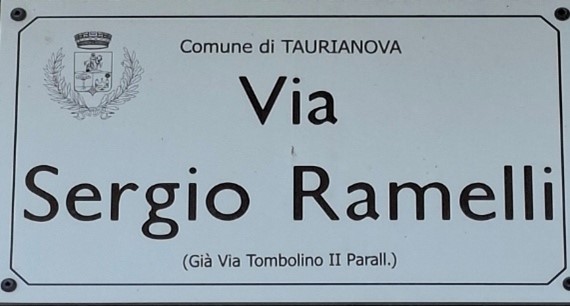 Comune di TAURIANOVA
Via
Sergio Ramelli
(Già Via Tombolino II Parall.)